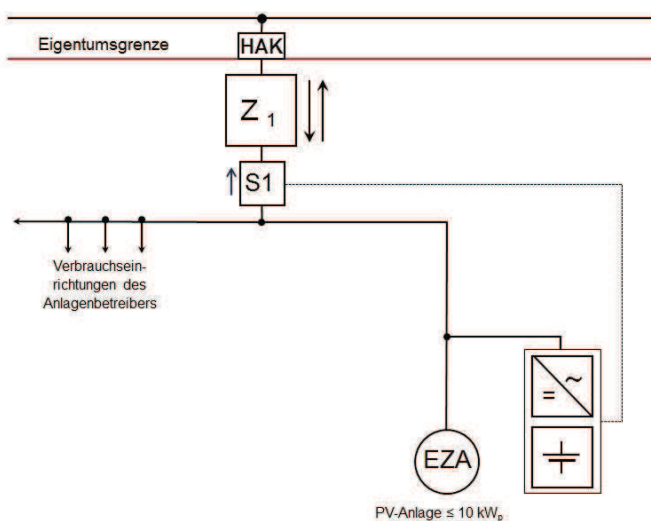 Eigentumsgrenze
HAK
Z 1
S1
Verbrauchsein-
richtungen des
Anlagenbetreibers
= ~
EZA
PV-Anlage ≤ 10 kWp